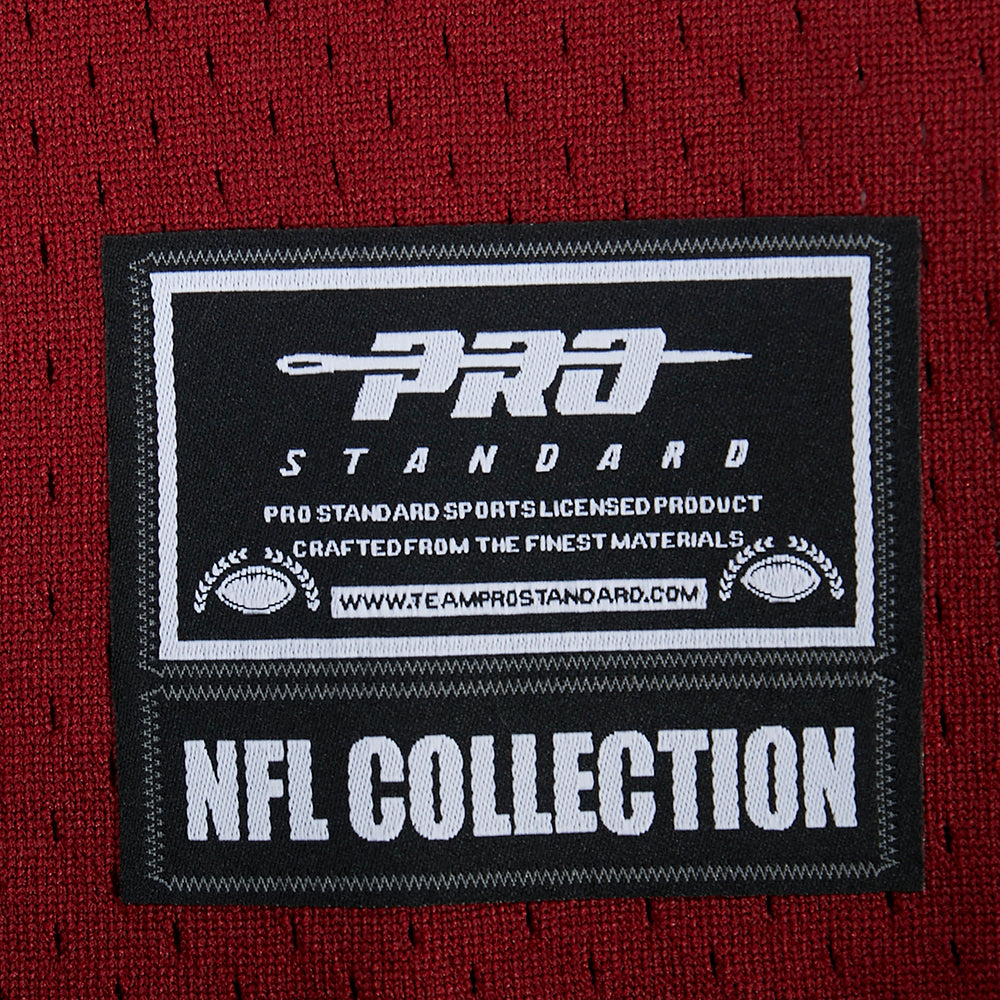 PRO
STANDARD
PRO STANDARD SPORTS LICENSED PRODUCT
CRAFTED FROM THE FINEST MATERIALS
WWW.TEAMPROSTANDARD.COM
NFL COLLECTION